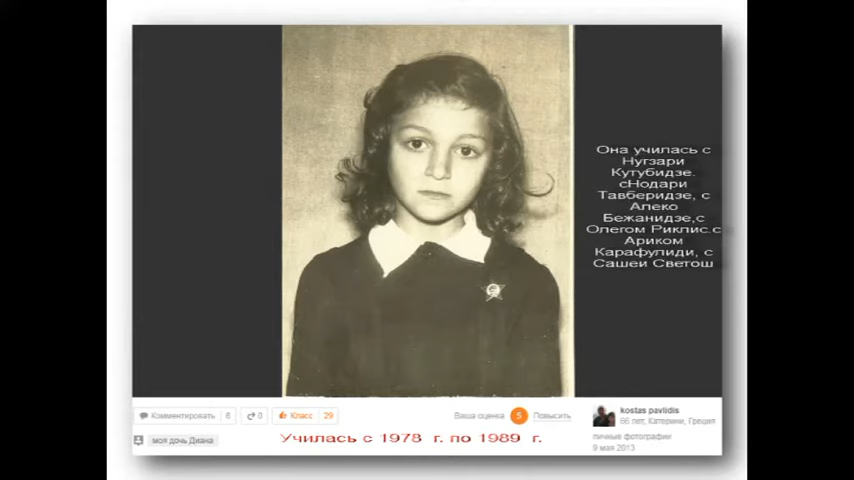 Она училась с
Нугзари
Кутубидзе.
сНодари
Тавберидзе, с
Алеко
Бежанидзе,с
Олегом Риклис.с
Ариком
Карафулиди, с
Сашей Светош
Комментировать 6
0
Класс 29
Ваша оценка 5 Повысить
kostas pavlidis
66 лет, Катерини, Греция
личные фотографии
9 мая 2013
моя дочь Диана
Училась с 1978 г. по 1989 г.